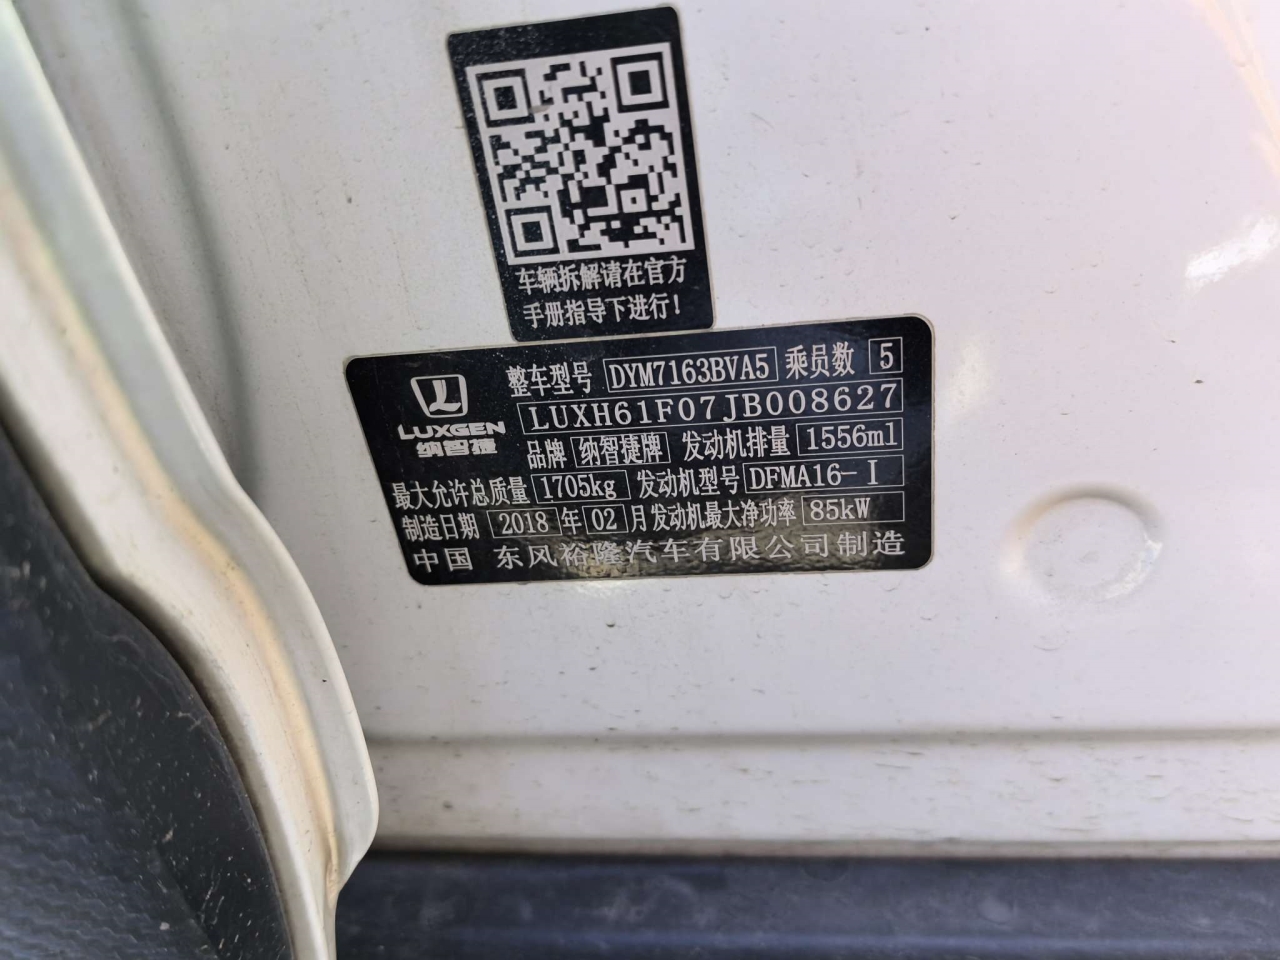 车辆拆解请在官方
手册指导下进行!
LUXGEN
纳智捷
整车型号 DYM7163BVA5 乘员数 5
LUXH61F07JB008627
品牌 纳智捷牌 发动机排量 1556ml
最大允许总质量 1705kg 发动机型号 DFMA16-I
制造日期 2018 年 02 月 发动机最大净功率 85kW
中国 东风裕隆汽车有限公司制造